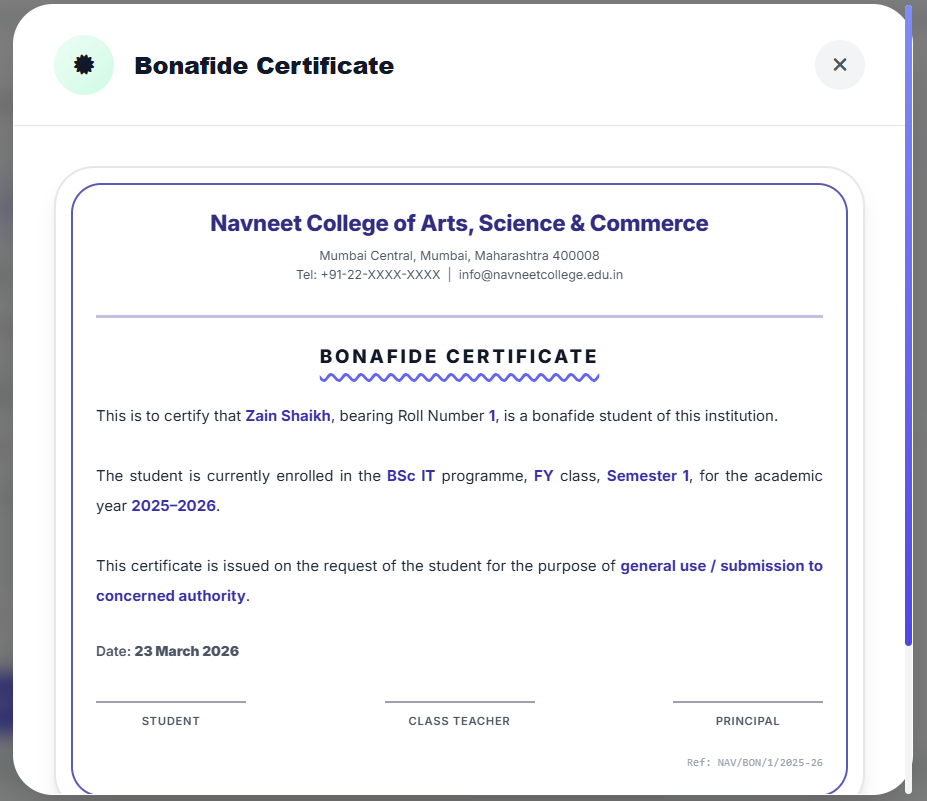 Bonafide Certificate
Navneet College of Arts, Science & Commerce
Mumbai Central, Mumbai, Maharashtra 400008
Tel: +91-22-XXXX-XXXX | info@navneetcollege.edu.in
BONAFIDE CERTIFICATE
This is to certify that Zain Shaikh, bearing Roll Number 1, is a bonafide student of this institution.
The student is currently enrolled in the BSc IT programme, FY class, Semester 1, for the academic
year 2025–2026.
This certificate is issued on the request of the student for the purpose of general use / submission to
concerned authority.
Date: 23 March 2026
STUDENT CLASS TEACHER PRINCIPAL
Ref: NAV/BON/1/2025-26